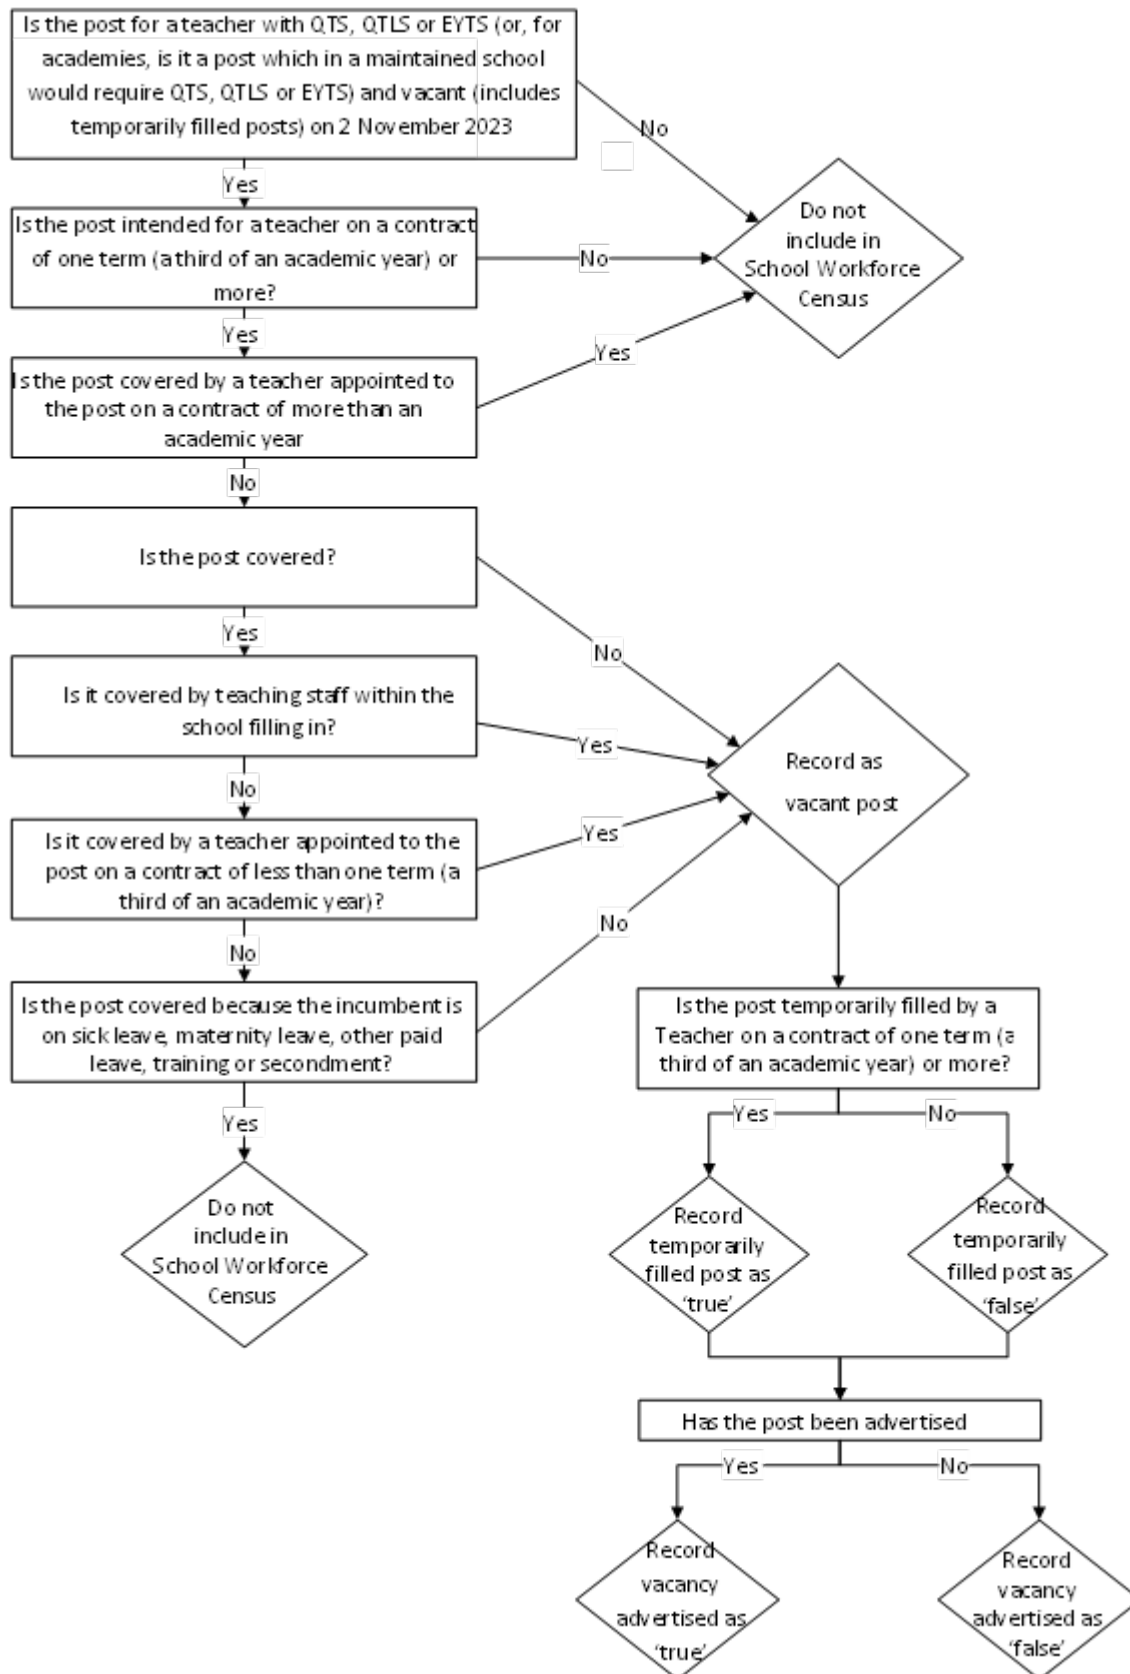 Is the post for a teacher with QTS, QTLS or EYTS (or, for
academies, is it a post which in a maintained school
would require QTS, QTLS or EYTS) and vacant (includes
temporarily filled posts) on 2 November 2023
No
Yes
Do not
include in
School Workforce
Census
Is the post intended for a teacher on a contract
of one term (a third of an academic year) or
more?
No
Yes
Is the post covered by a teacher appointed to
the post on a contract of more than an
academic year
Yes
No
Is the post covered?
No
Yes
Is it covered by teaching staff within the
school filling in?
Yes
No
Record as
vacant post
Is it covered by a teacher appointed to the
post on a contract of less than one term (a
third of an academic year)?
Yes
No
Is the post covered because the incumbent is
on sick leave, maternity leave, other paid
leave, training or secondment?
No
Yes
Do not
include in
School Workforce
Census
Is the post temporarily filled by a
Teacher on a contract of one term (a
third of an academic year) or more?
Yes
No
Record
temporarily
filled post as
‘true’
Record
temporarily
filled post as
‘false’
Has the post been advertised
Yes
No
Record
vacancy
advertised as
‘true’
Record
vacancy
advertised as
‘false’